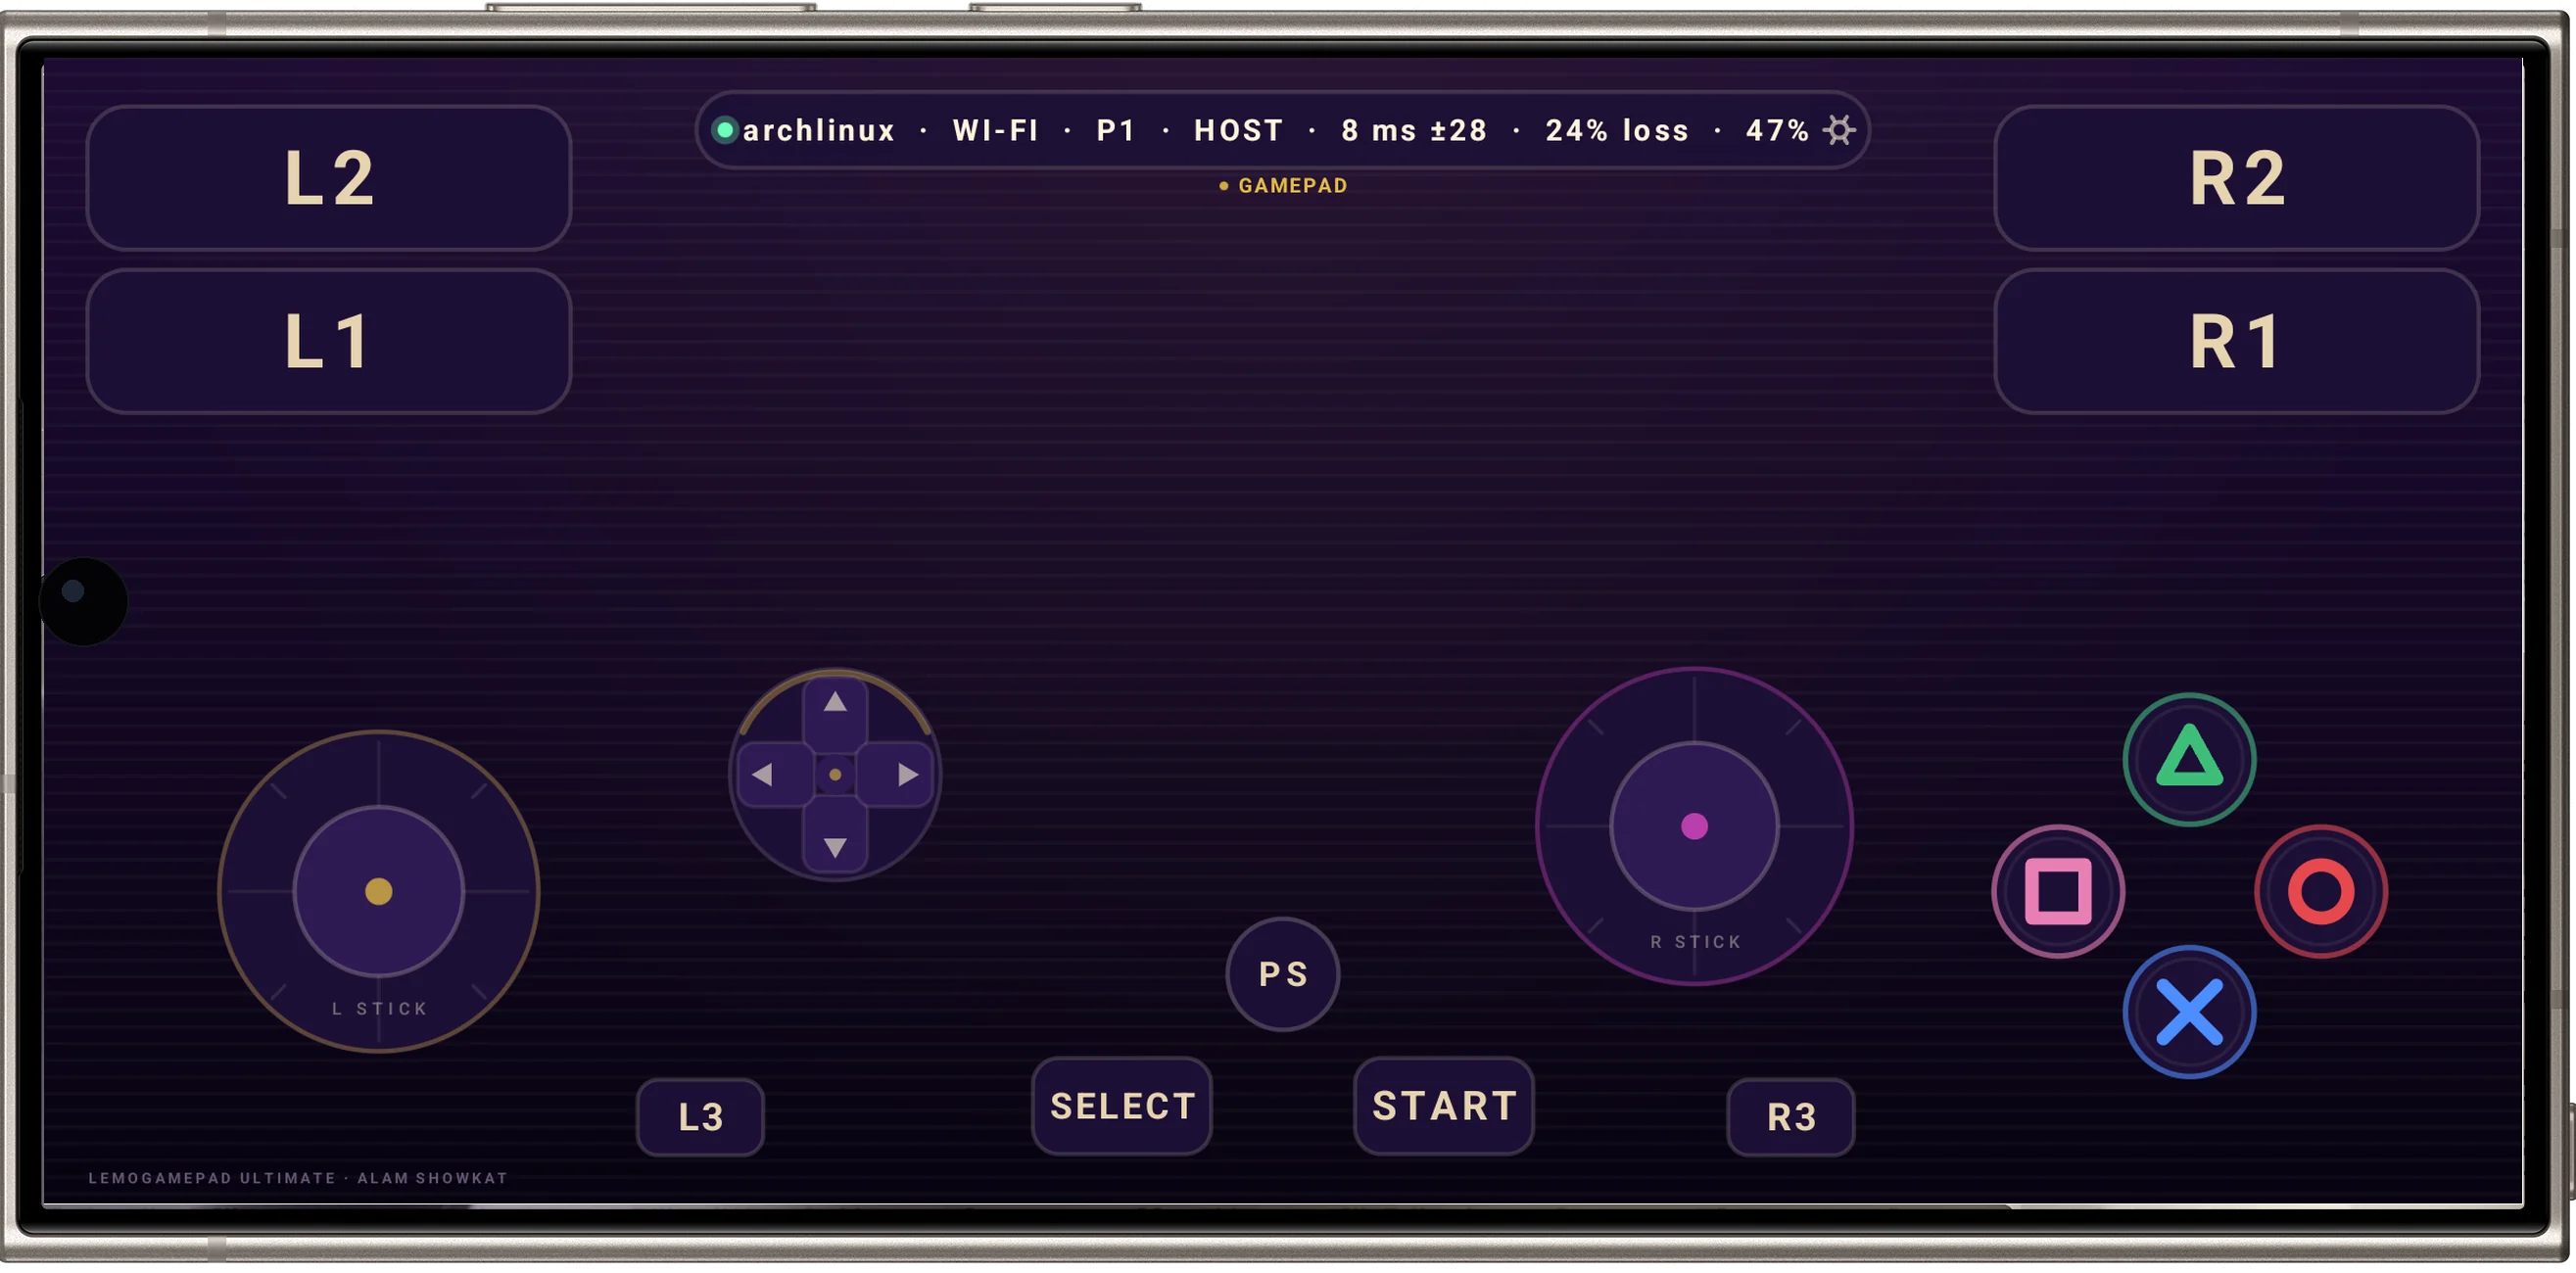 archlinux · WI-FI · P1 · HOST · 8 ms ±28 · 24% loss · 47%
GAMEPAD
L2
R2
L1
R1
L STICK
R STICK
PS
L3
SELECT
START
R3
LEMOGAMEPAD ULTIMATE · ALAM SHOWKAT